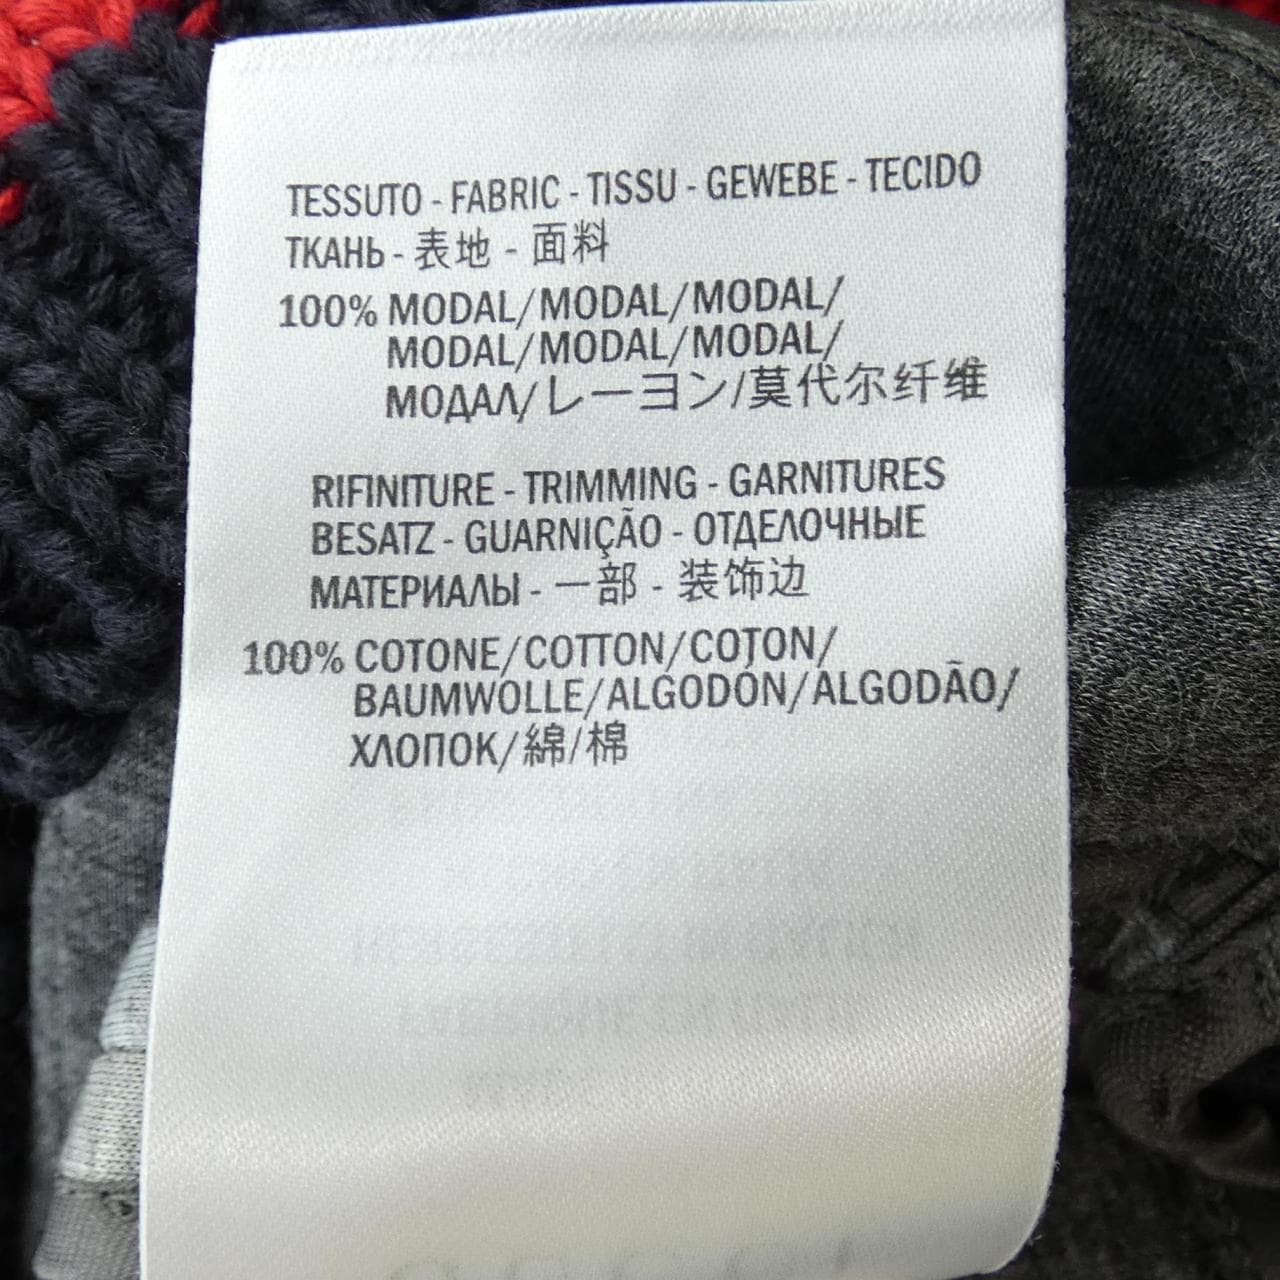 TESSUTO - FABRIC - TISSU - GEWEBE - TECIDO
ТКАНЬ - 表地 - 面料
100% MODAL/MODAL/MODAL/
MODAL/MODAL/MODAL/
МОДАЛ/レーヨン/莫代尔纤维
RIFINITURE - TRIMMING - GARNITURES
BESATZ - GUARNIÇÃO - ОТДЕЛОЧНЫЕ
МАТЕРИАЛЫ - 一部 - 装饰边
100% COTONE/COTTON/COTON/
BAUMWOLLE/ALGODÓN/ALGODÃO/
ХЛОПОК/綿/棉